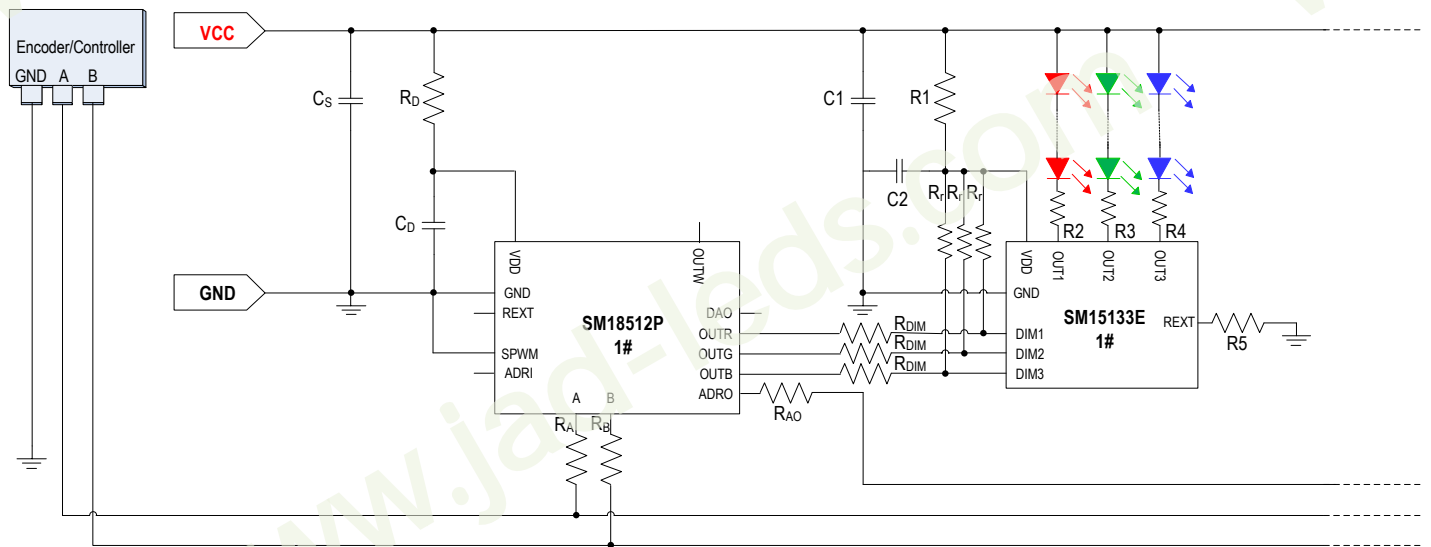 Encoder/Controller
GND A B
VCC
GND
CS
RD
CD
VDD
GND
REXT
SPWM
ADRI
SM18512P
1#
OUTW
DAO
OUTR
OUTG
OUTB
ADRO
A B
RA RB
RDIM
RDIM
RDIM
RAO
C1
R1
C2
Rr Rr Rr
R2 R3 R4
VDD OUT1 OUT2 OUT3
GND
DIM1
DIM2
DIM3
SM15133E
1#
REXT
R5
www.jad-leds.com